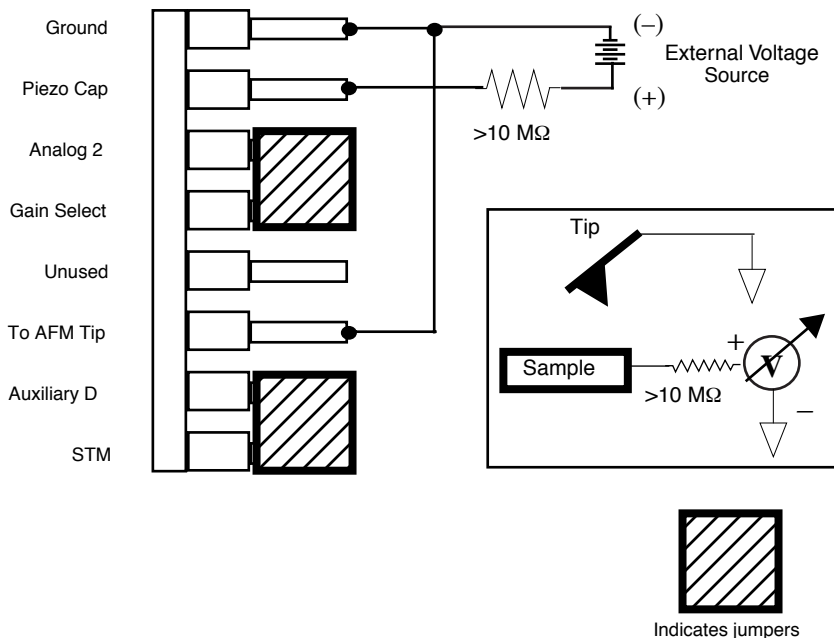 Ground
Piezo Cap
Analog 2
Gain Select
Unused
To AFM Tip
Auxiliary D
STM
(–)
External Voltage
Source
(+)
>10 MΩ
Tip
Sample
>10 MΩ
+
V
–
Indicates jumpers